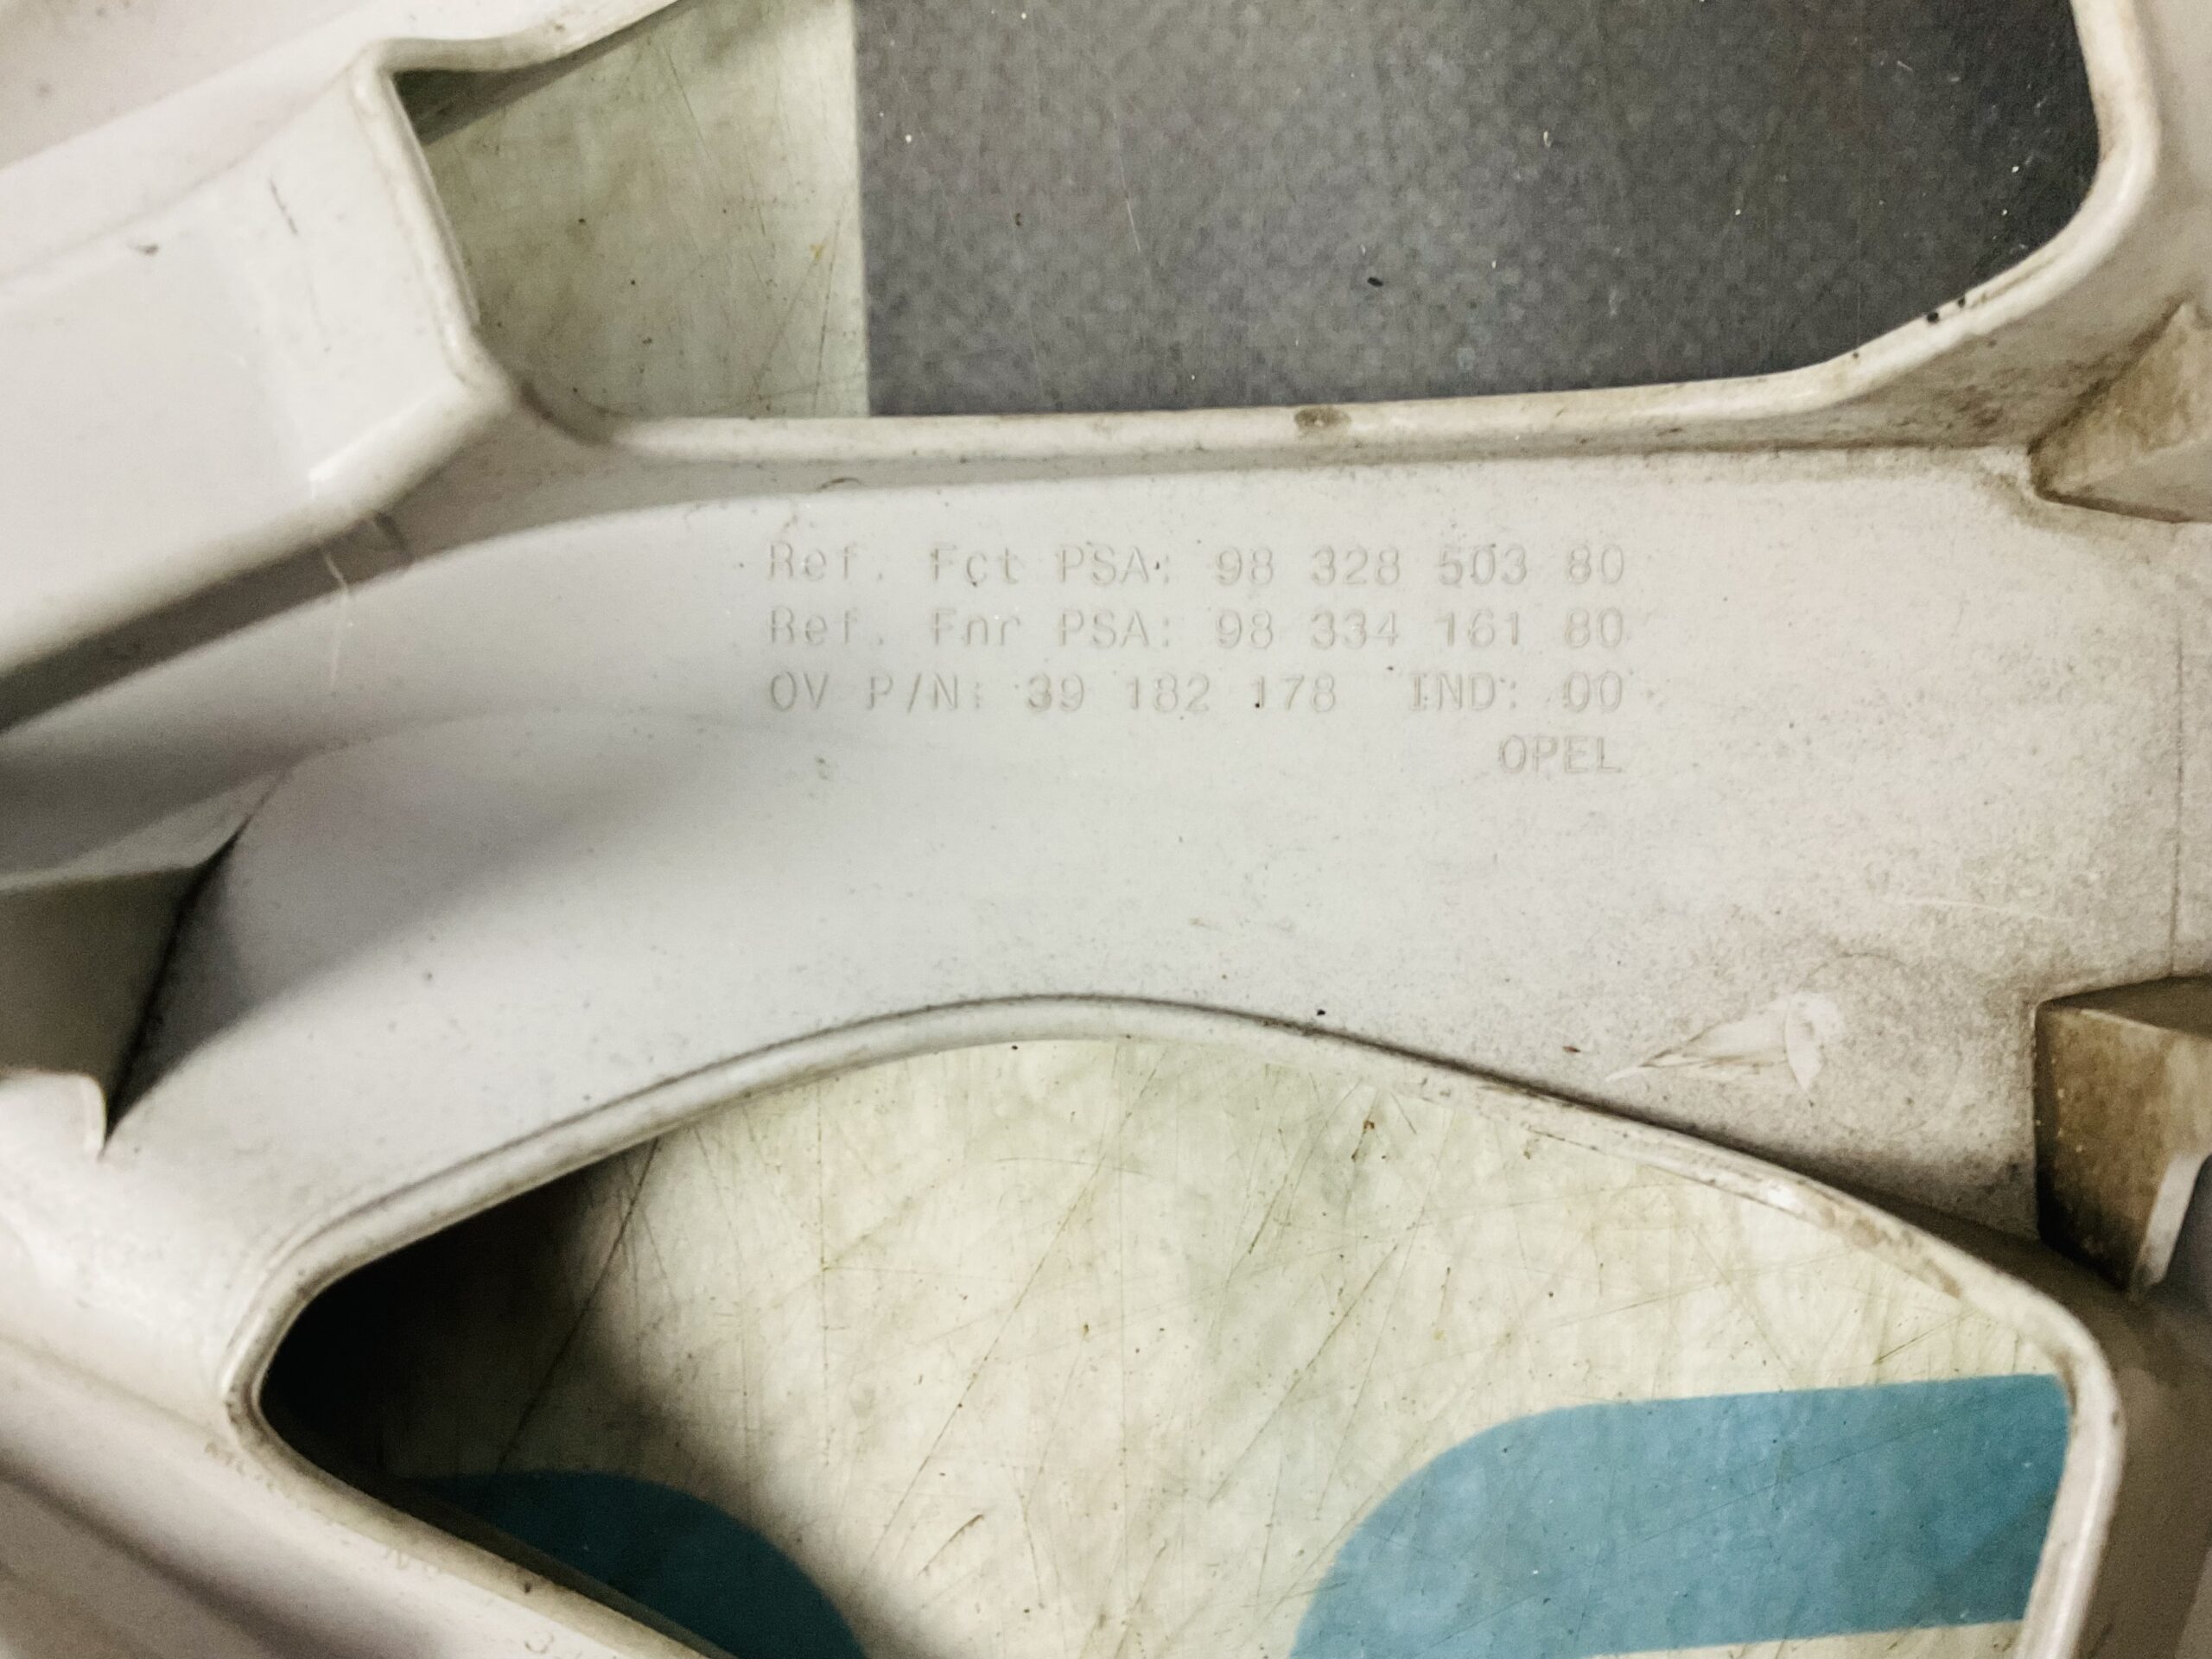 Ref. Fct PSA: 98 328 503 80
Ref. Fnr PSA: 98 334 161 80
OV P/N: 39 182 178 IND: 00
OPEL